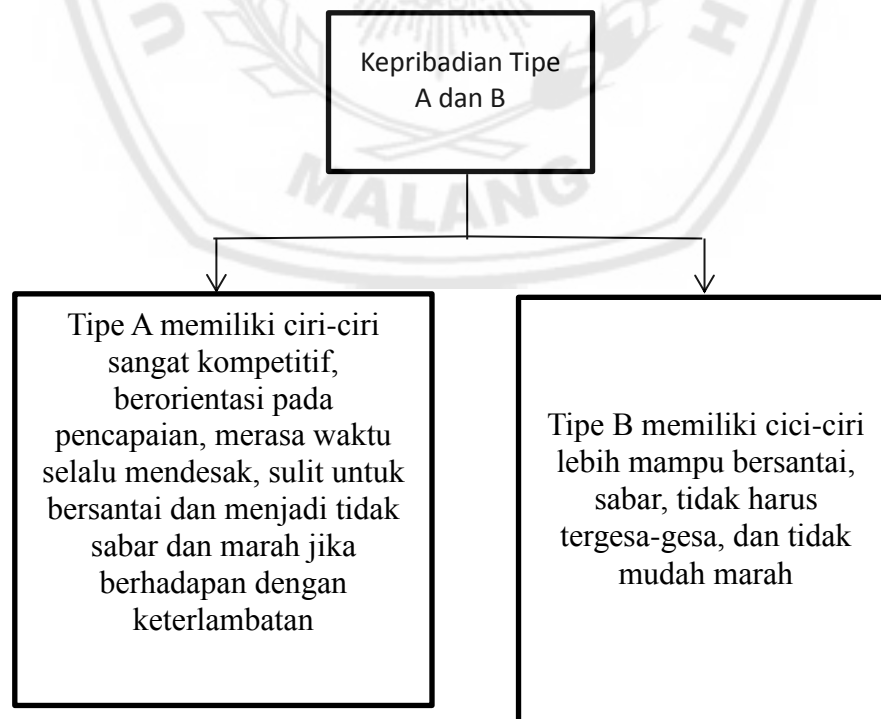 U
H
MALANG
Kepribadian Tipe
A dan B
Tipe A memiliki ciri-ciri
sangat kompetitif,
berorientasi pada
pencapaian, merasa waktu
selalu mendesak, sulit untuk
bersantai dan menjadi tidak
sabar dan marah jika
berhadapan dengan
keterlambatan
Tipe B memiliki cici-ciri
lebih mampu bersantai,
sabar, tidak harus
tergesa-gesa, dan tidak
mudah marah